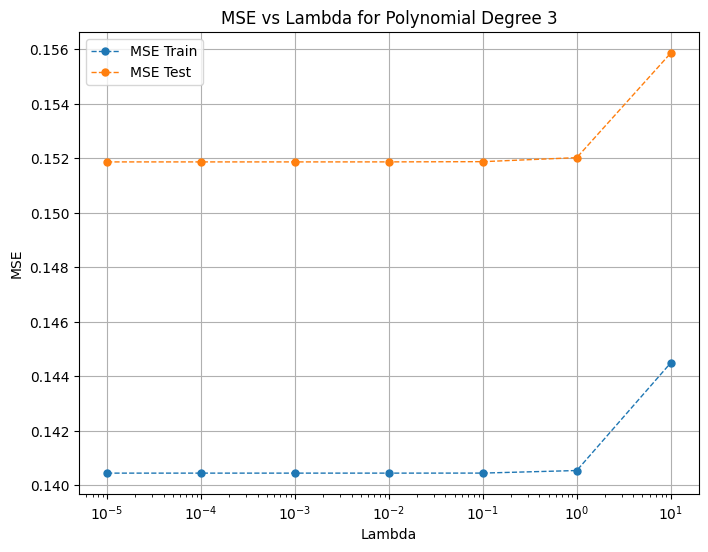 MSE vs Lambda for Polynomial Degree 3
MSE Train
MSE Test
MSE
0.156
0.154
0.152
0.150
0.148
0.146
0.144
0.142
0.140
10⁻⁵ 10⁻⁴ 10⁻³ 10⁻² 10⁻¹ 10⁰ 10¹
Lambda